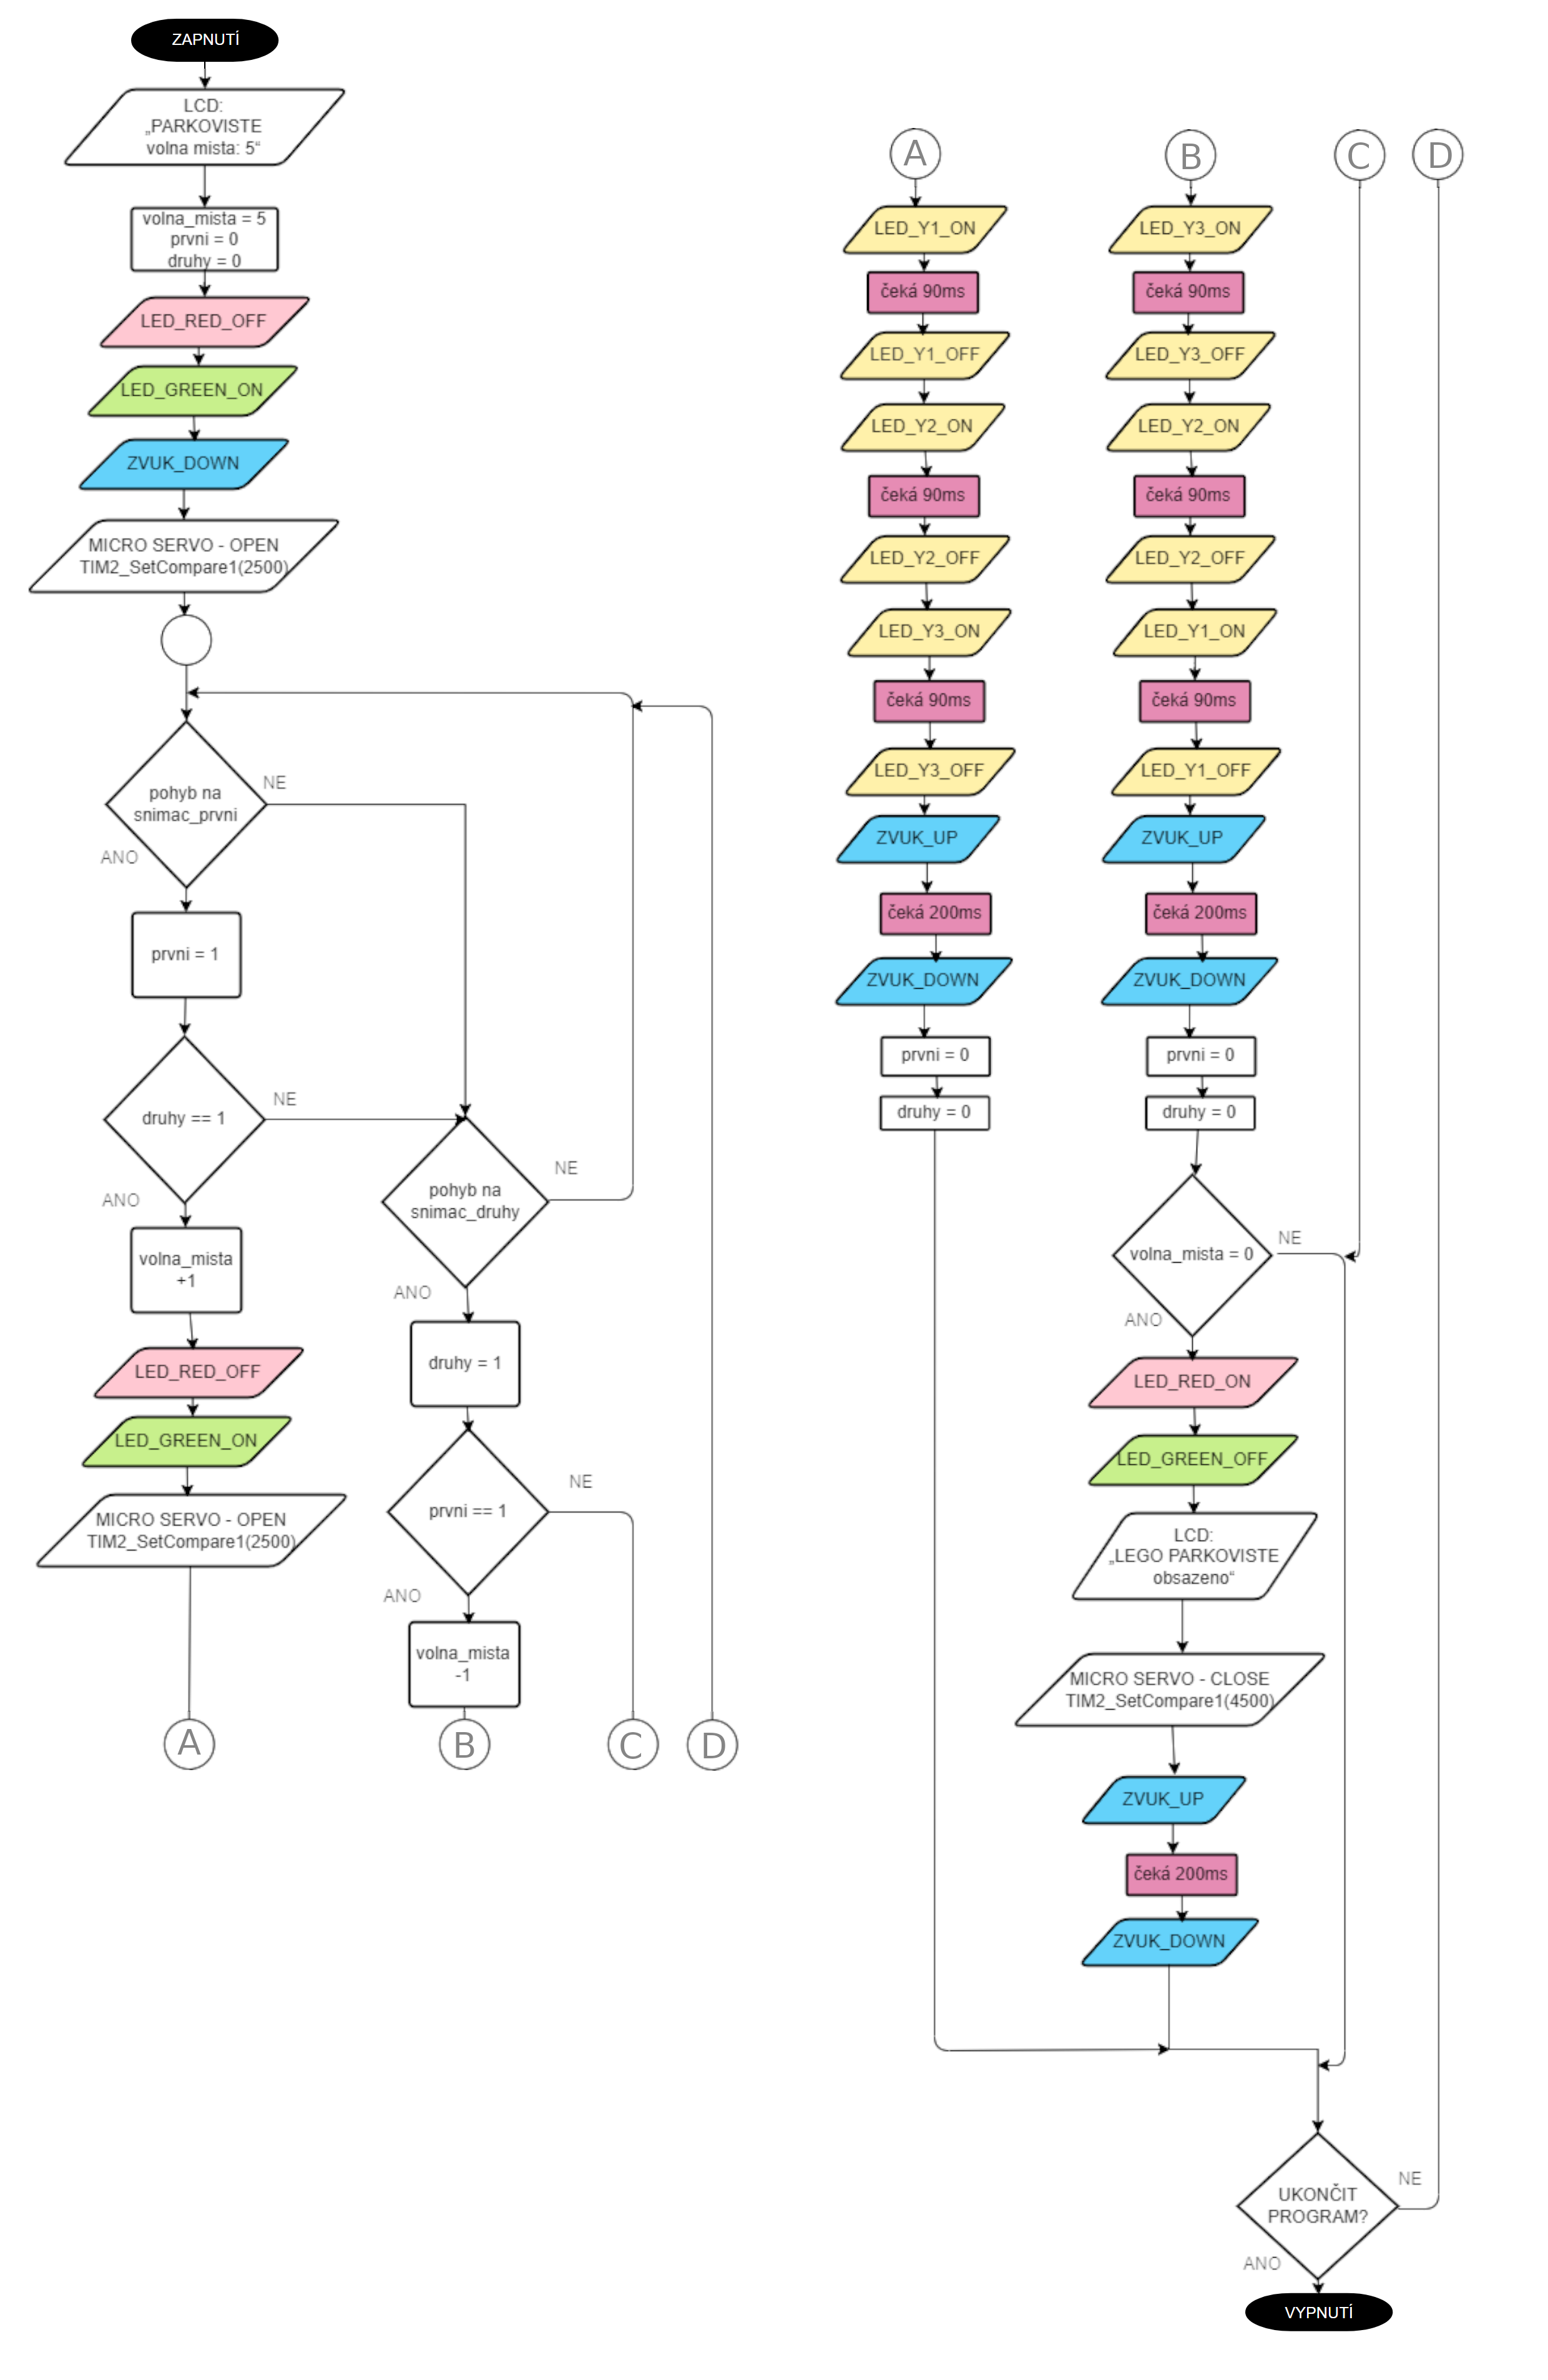 ZAPNUTÍ
LCD:
„PARKOVISTE
volna mista: 5“
volna_mista = 5
prvni = 0
druhy = 0
LED_RED_OFF
LED_GREEN_ON
ZVUK_DOWN
MICRO SERVO - OPEN
TIM2_SetCompare1(2500)
pohyb na
snimac_prvni
NE
ANO
prvni = 1
druhy == 1
NE
ANO
volna_mista
+1
LED_RED_OFF
LED_GREEN_ON
MICRO SERVO - OPEN
TIM2_SetCompare1(2500)
A
pohyb na
snimac_druhy
NE
ANO
druhy = 1
prvni == 1
NE
ANO
volna_mista
-1
B
C
D
A
LED_Y1_ON
čeká 90ms
LED_Y1_OFF
LED_Y2_ON
čeká 90ms
LED_Y2_OFF
LED_Y3_ON
čeká 90ms
LED_Y3_OFF
ZVUK_UP
čeká 200ms
ZVUK_DOWN
prvni = 0
druhy = 0
B
LED_Y3_ON
čeká 90ms
LED_Y3_OFF
LED_Y2_ON
čeká 90ms
LED_Y2_OFF
LED_Y1_ON
čeká 90ms
LED_Y1_OFF
ZVUK_UP
čeká 200ms
ZVUK_DOWN
prvni = 0
druhy = 0
volna_mista = 0
NE
ANO
LED_RED_ON
LED_GREEN_OFF
LCD:
„LEGO PARKOVISTE
obsazeno“
MICRO SERVO - CLOSE
TIM2_SetCompare1(4500)
ZVUK_UP
čeká 200ms
ZVUK_DOWN
C
D
UKONČIT
PROGRAM?
NE
ANO
VYPNUTÍ